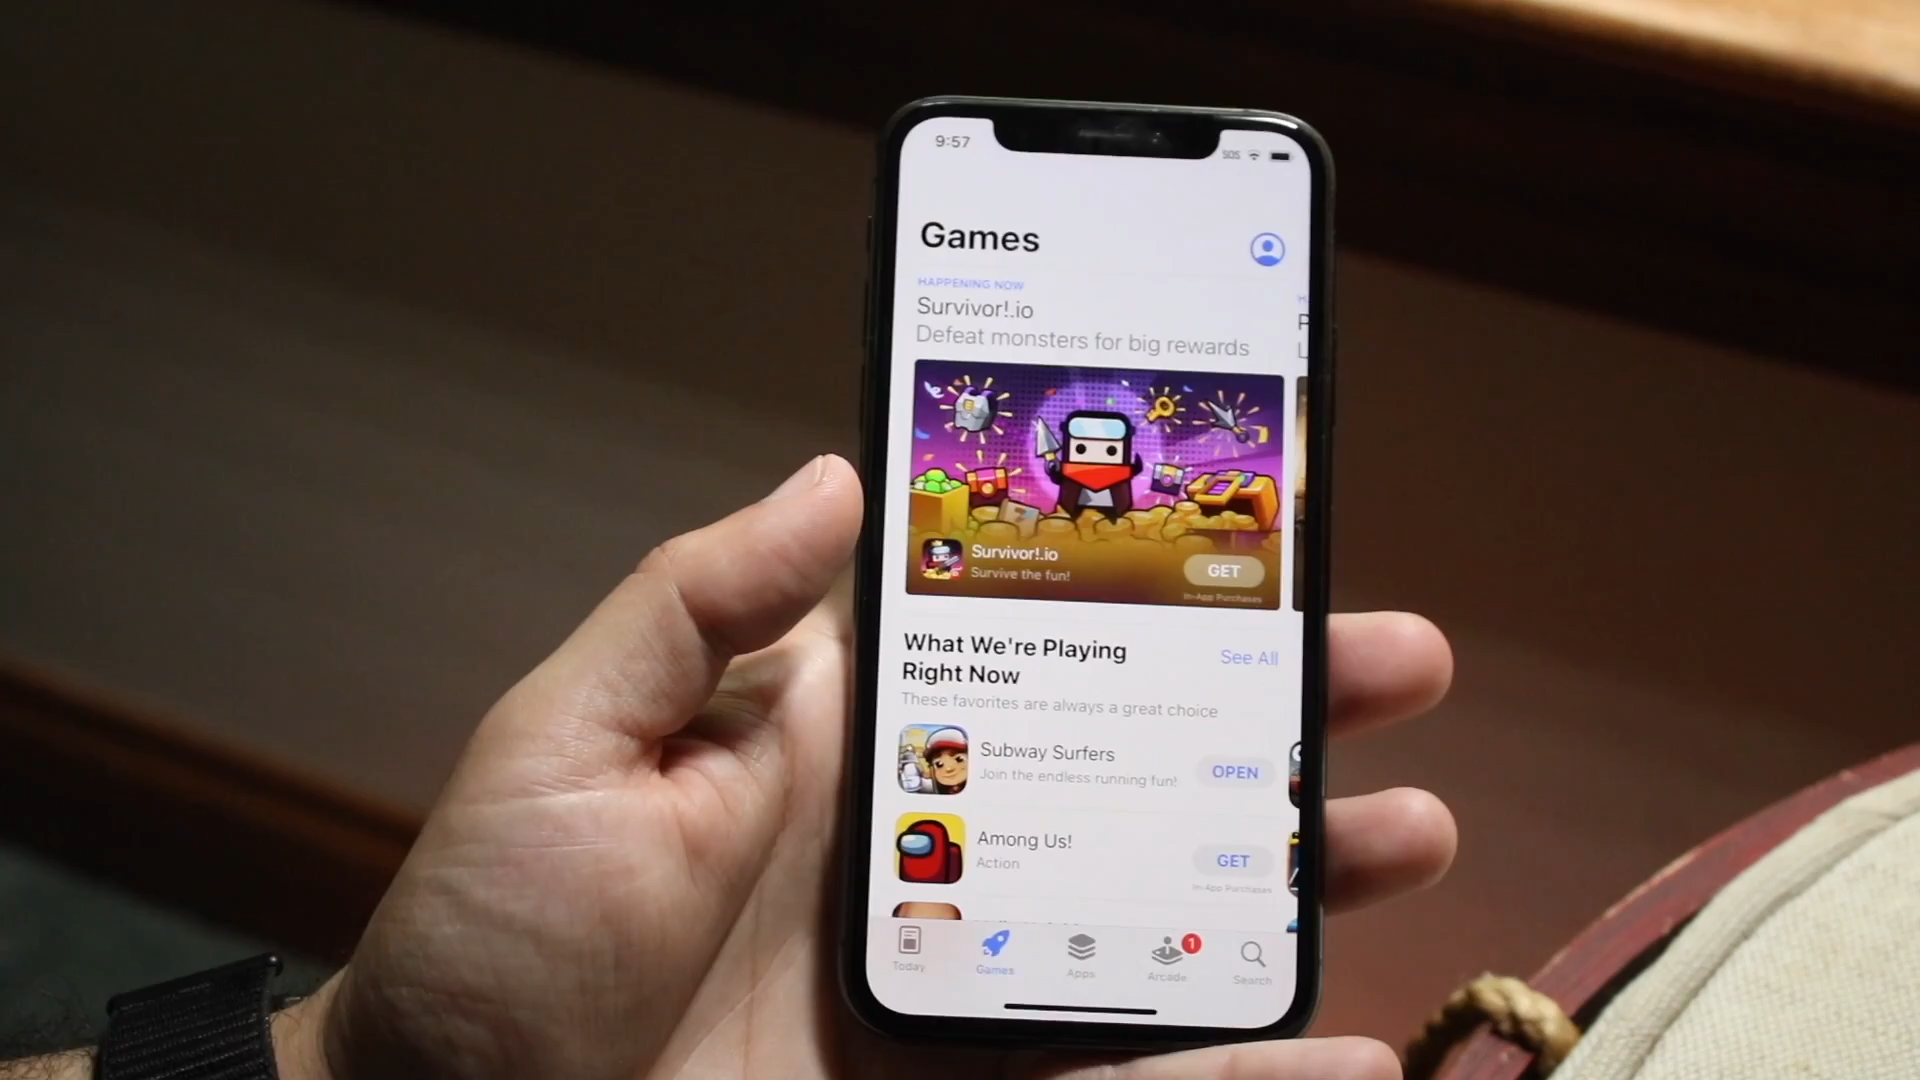 9:57
SOS
Games
HAPPENING NOW
Survivor!.io
Defeat monsters for big rewards
Survivor!.io
Survive the fun!
GET
In-App Purchases
What We're Playing
Right Now
See All
These favorites are always a great choice
Subway Surfers
Join the endless running fun!
OPEN
Among Us!
Action
GET
In-App Purchases
Today
Games
Apps
Arcade
1
Search